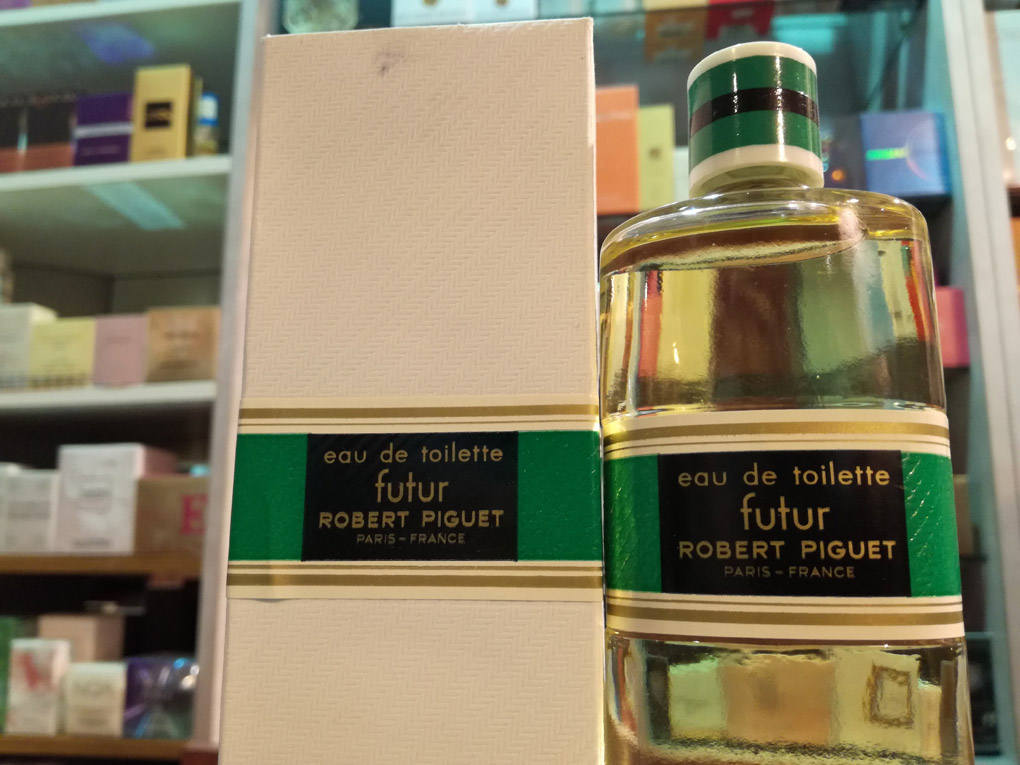 eau de toilette
futur
ROBERT PIGUET
PARIS – FRANCE
eau de toilette
futur
ROBERT PIGUET
PARIS – FRANCE